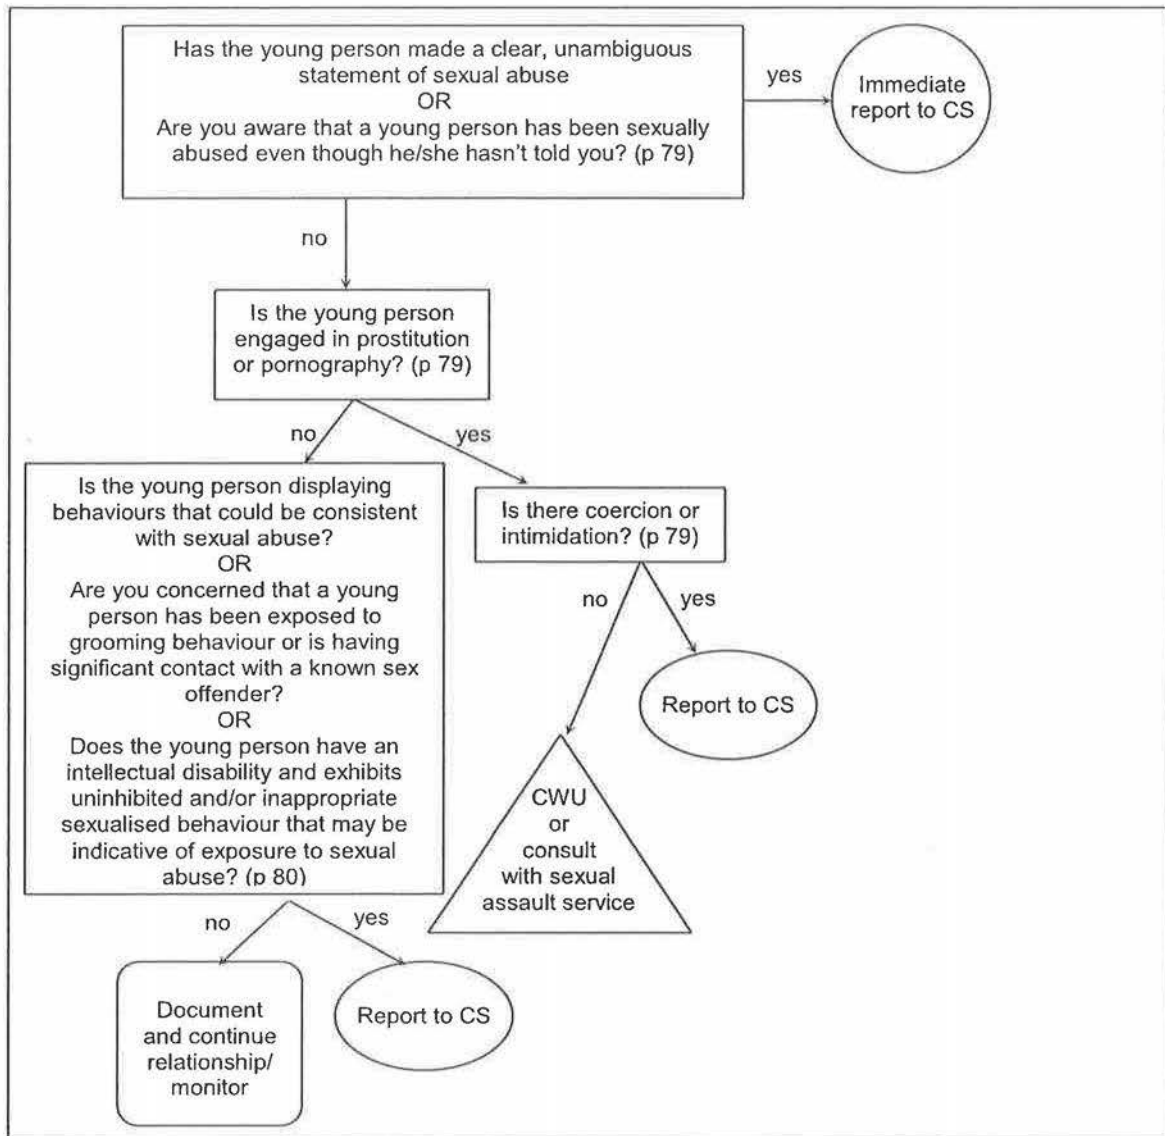 Has the young person made a clear, unambiguous
statement of sexual abuse
OR
Are you aware that a young person has been sexually
abused even though he/she hasn't told you? (p 79)
yes
Immediate
report to CS
no
Is the young person
engaged in prostitution
or pornography? (p 79)
no
yes
Is the young person displaying
behaviours that could be consistent
with sexual abuse?
OR
Are you concerned that a young
person has been exposed to
grooming behaviour or is having
significant contact with a known sex
offender?
OR
Does the young person have an
intellectual disability and exhibits
uninhibited and/or inappropriate
sexualised behaviour that may be
indicative of exposure to sexual
abuse? (p 80)
Is there coercion or
intimidation? (p 79)
no
yes
Report to CS
CWU
or
consult
with sexual
assault service
no
yes
Document
and continue
relationship/
monitor
Report to CS